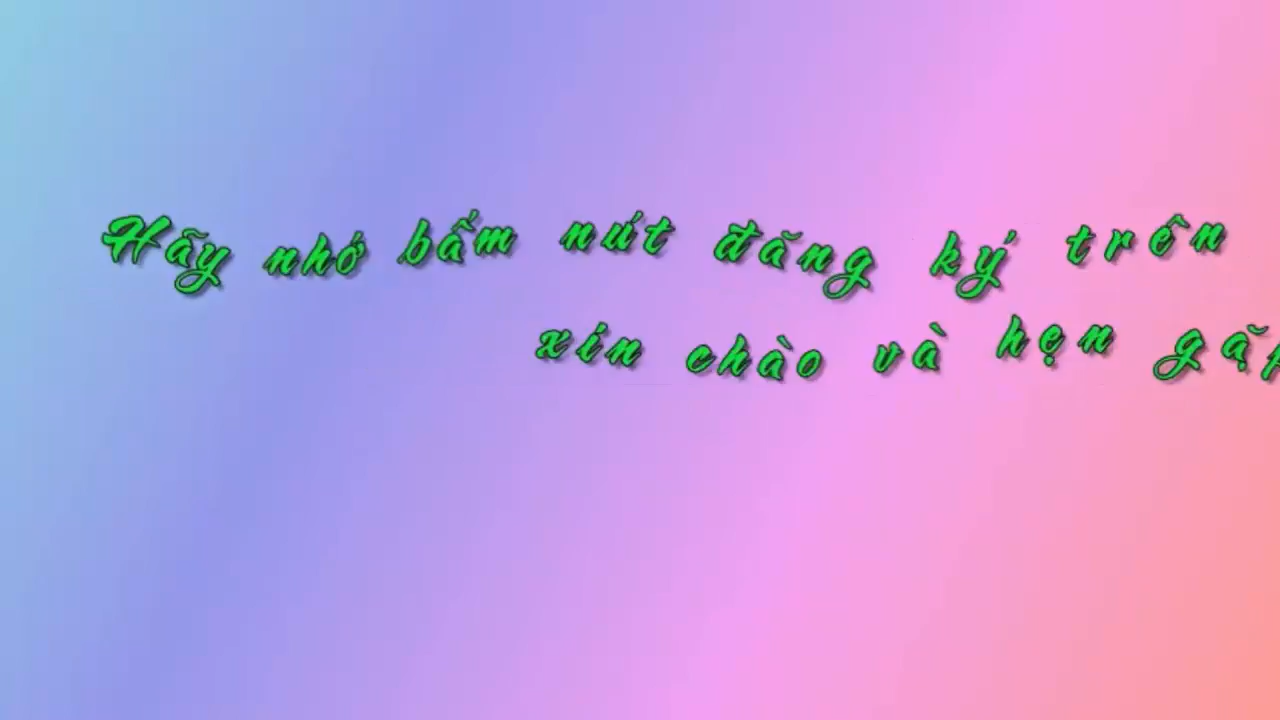 Hãy nhớ bấm nút đăng ký trên
xin chào và hẹn